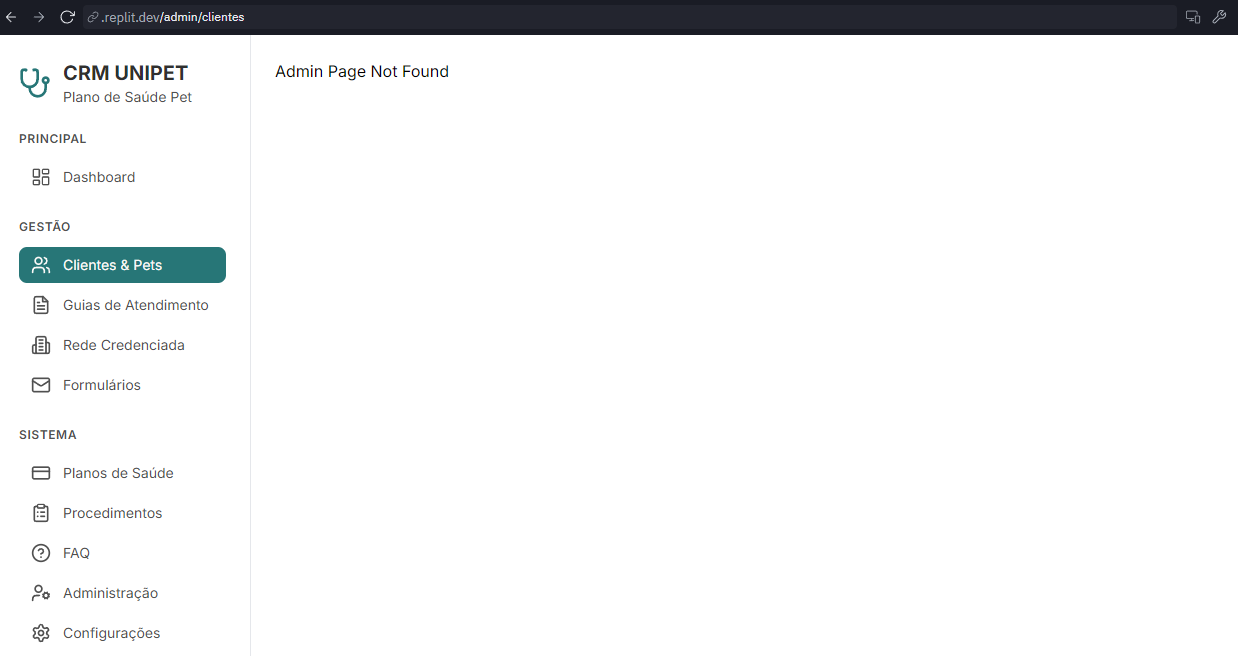 .replit.dev/admin/clientes
CRM UNIPET
Plano de Saúde Pet
Admin Page Not Found
PRINCIPAL
Dashboard
GESTÃO
Clientes & Pets
Guias de Atendimento
Rede Credenciada
Formulários
SISTEMA
Planos de Saúde
Procedimentos
FAQ
Administração
Configurações